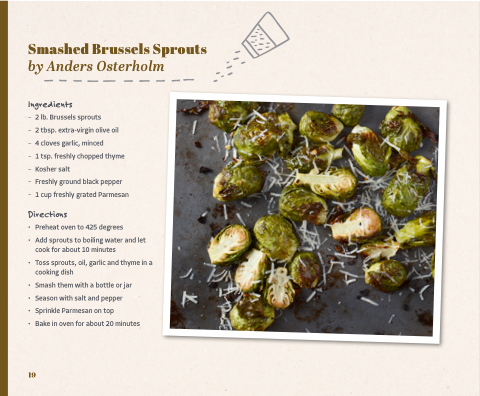 Smashed Brussels Sprouts
by Anders Osterholm
Ingredients
- 2 lb. Brussels sprouts
- 2 tbsp. extra-virgin olive oil
- 4 cloves garlic, minced
- 1 tsp. freshly chopped thyme
- Kosher salt
- Freshly ground black pepper
- 1 cup freshly grated Parmesan
Directions
• Preheat oven to 425 degrees
• Add sprouts to boiling water and let
cook for about 10 minutes
• Toss sprouts, oil, garlic and thyme in a
cooking dish
• Smash them with a bottle or jar
• Season with salt and pepper
• Sprinkle Parmesan on top
• Bake in oven for about 20 minutes
19